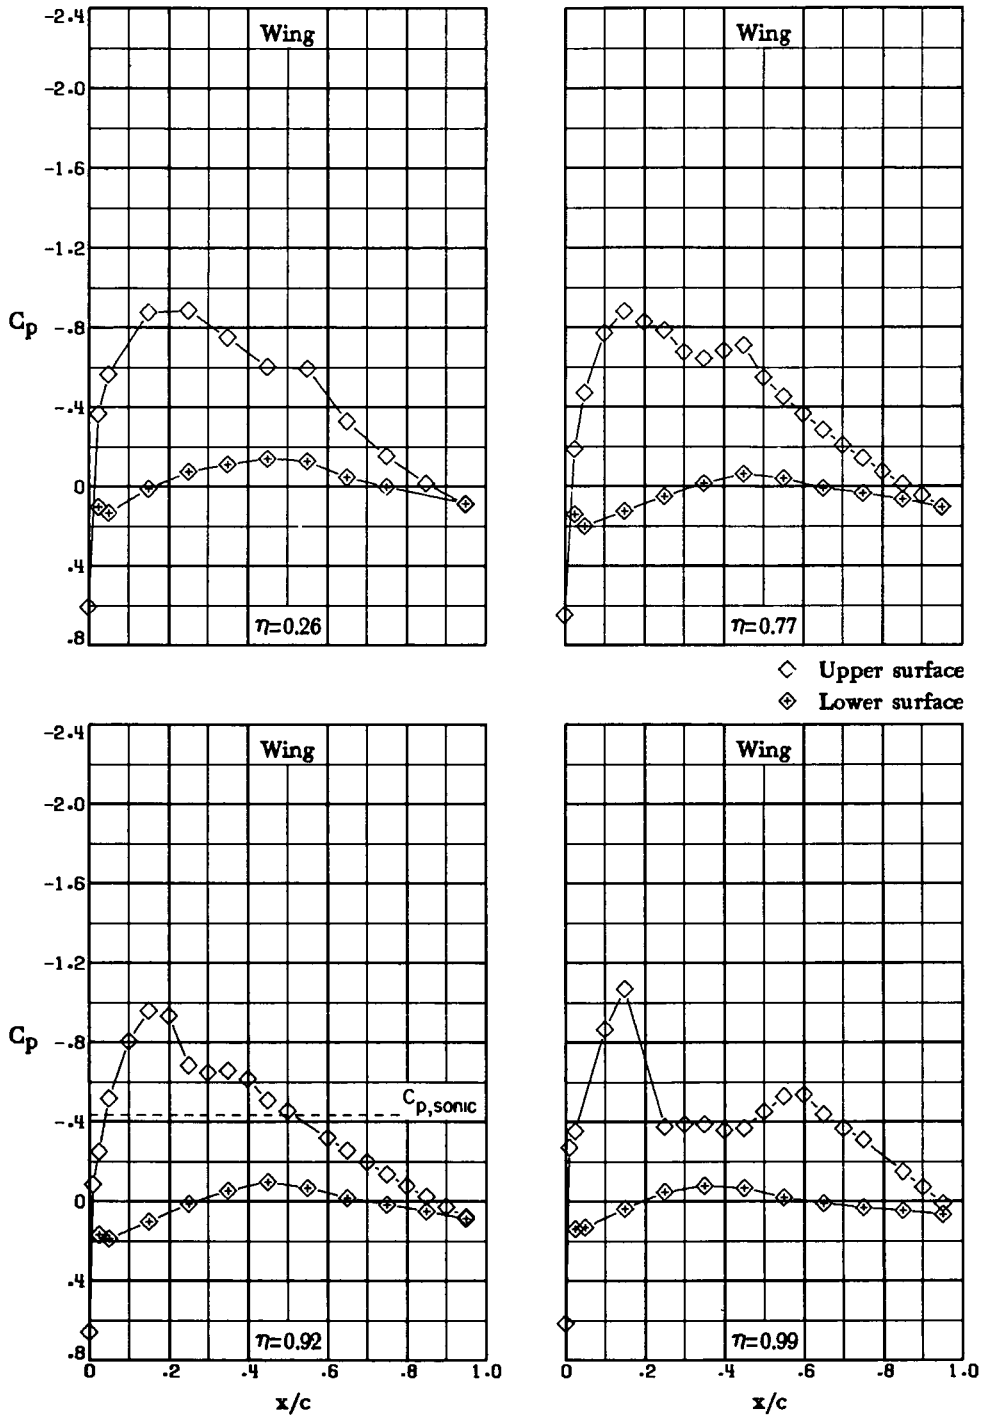 -2.4
-2.0
-1.6
-1.2
Cp
-.8
-.4
0
.4
.8
Wing
η=0.26
Wing
η=0.77
Upper surface
Lower surface
-2.4
-2.0
-1.6
-1.2
Cp
-.8
-.4
0
.4
.8
Wing
Cp,sonic
η=0.92
0 .2 .4 .6 .8 1.0
x/c
Wing
η=0.99
0 .2 .4 .6 .8 1.0
x/c